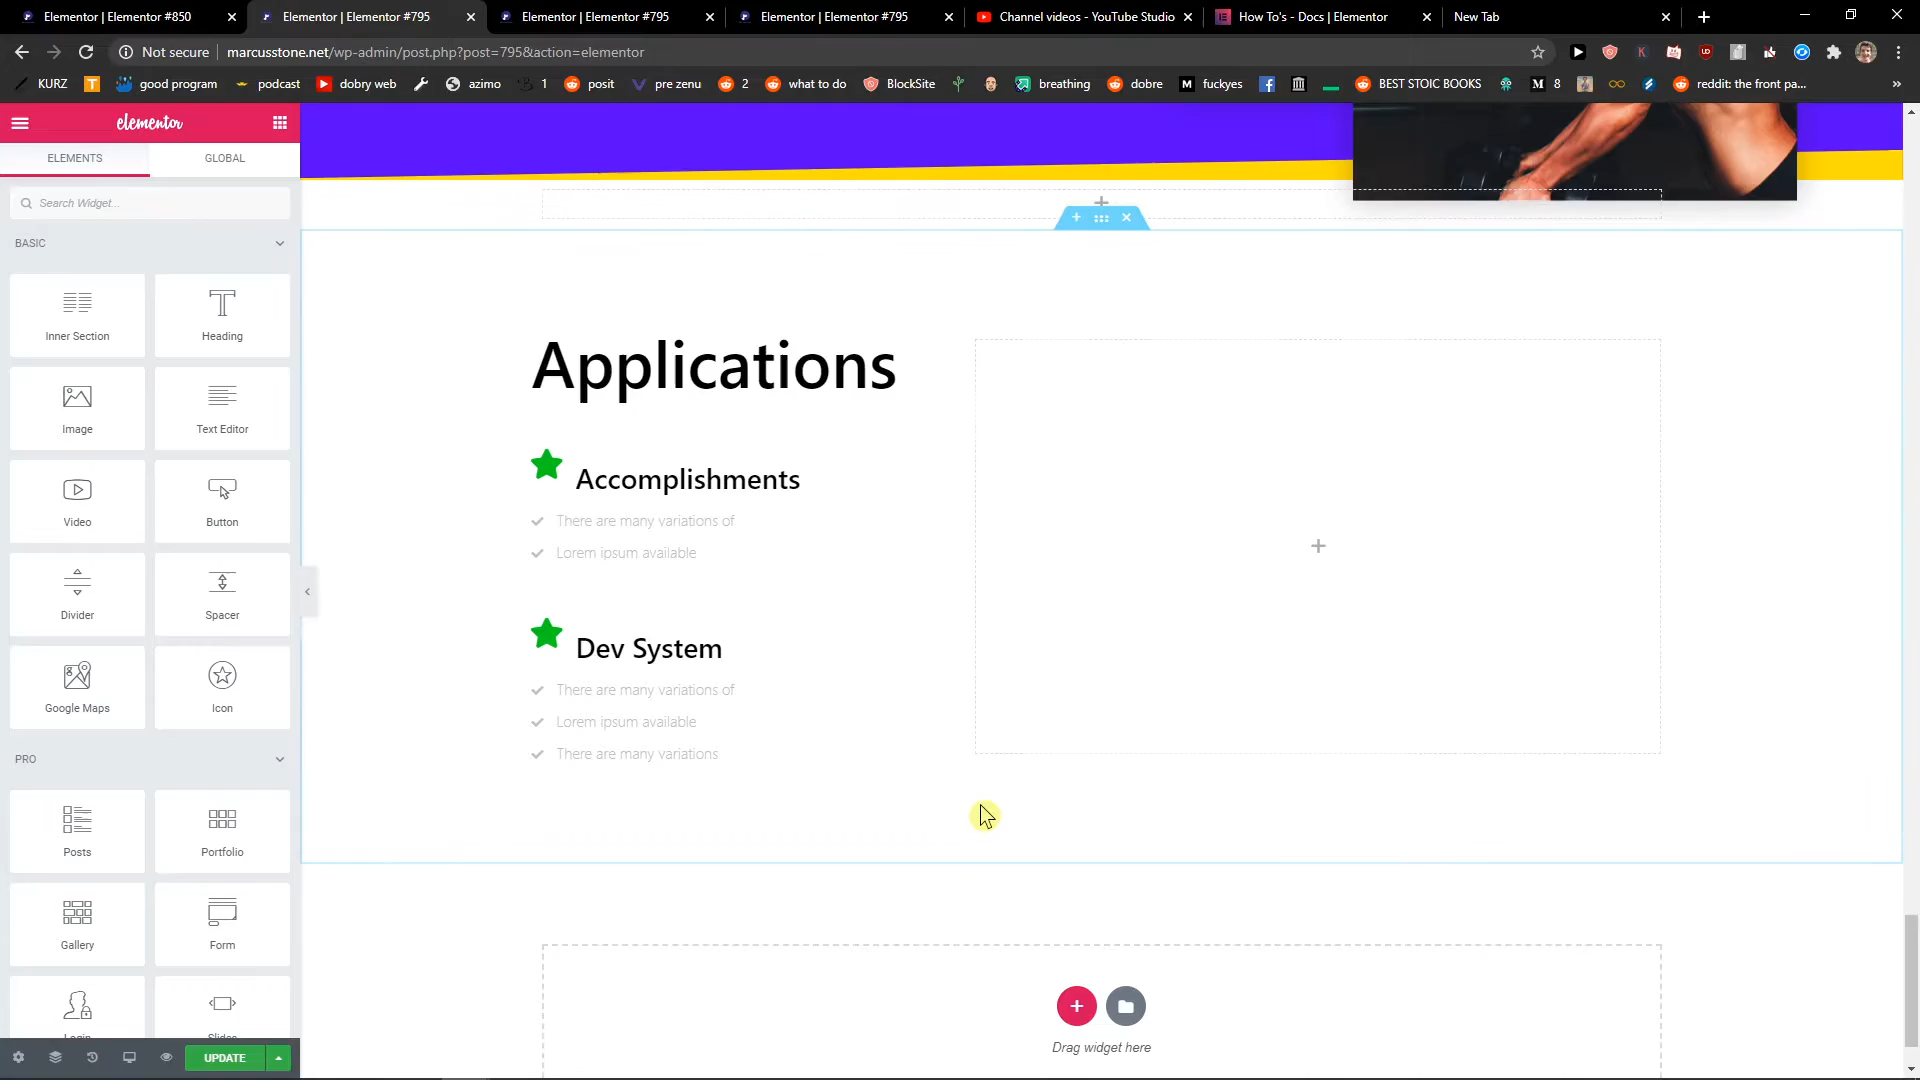 Elementor | Elementor #850
Elementor | Elementor #795
Elementor | Elementor #795
Elementor | Elementor #795
Channel videos - YouTube Studio
How To's - Docs | Elementor
New Tab
Not secure
marcusstone.net/wp-admin/post.php?post=795&action=elementor
KURZ
good program
podcast
dobry web
azimo
1
posit
pre zenu
2
what to do
BlockSite
breathing
dobre
fuckyes
BEST STOIC BOOKS
8
reddit: the front pa...
elementor
ELEMENTS
GLOBAL
Search Widget...
BASIC
Inner Section
Heading
Image
Text Editor
Video
Button
Divider
Spacer
Google Maps
Icon
PRO
Posts
Portfolio
Gallery
Form
Login
Slides
UPDATE
Applications
Accomplishments
There are many variations of
Lorem ipsum available
Dev System
There are many variations of
Lorem ipsum available
There are many variations
Drag widget here